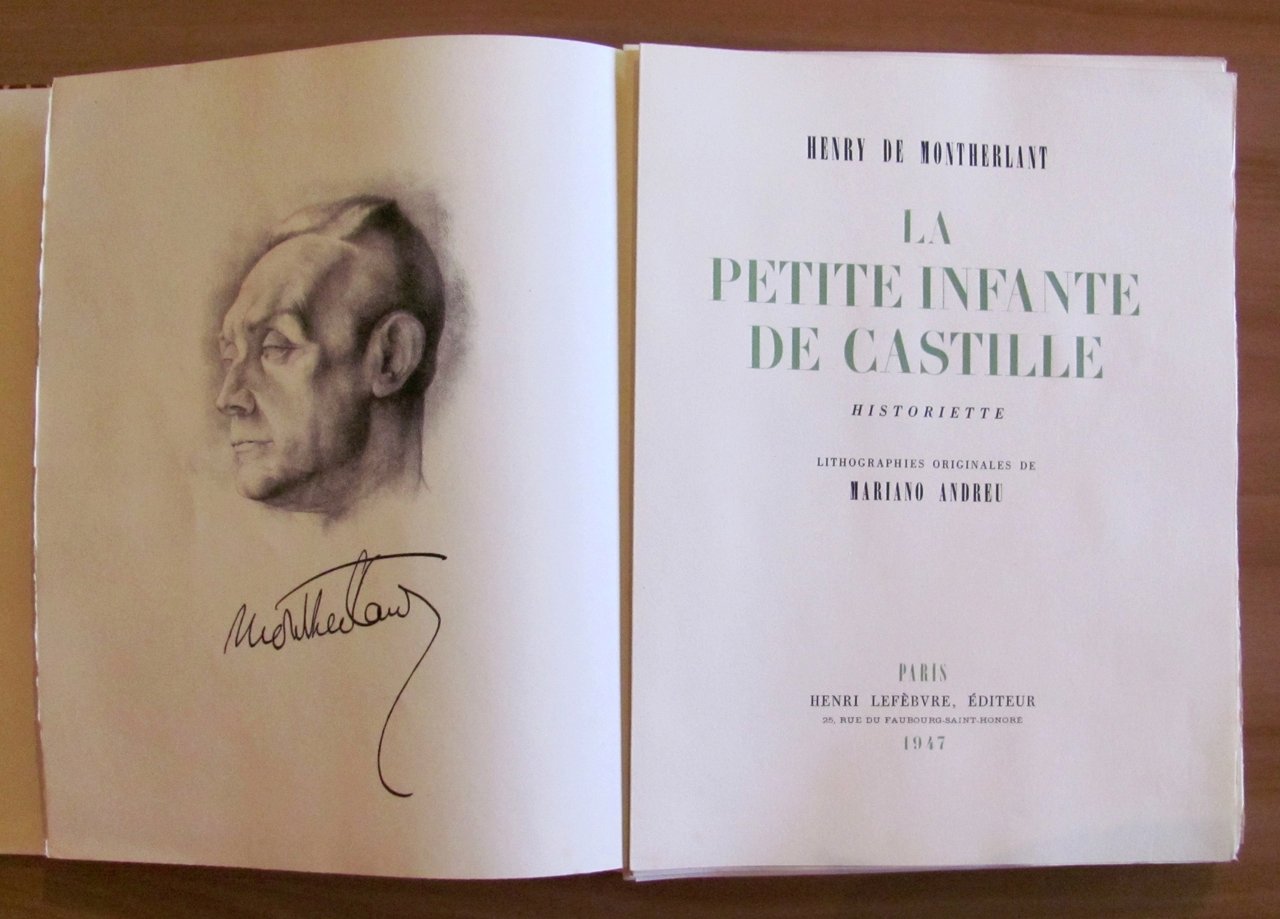 Montherlant
HENRY DE MONTHERLANT
LA
PETITE INFANTE
DE CASTILLE
HISTORIETTE
LITHOGRAPHIES ORIGINALES DE
MARIANO ANDREU
PARIS
HENRI LEFÈBVRE, ÉDITEUR
25, RUE DU FAUBOURG-SAINT-HONORÉ
1947